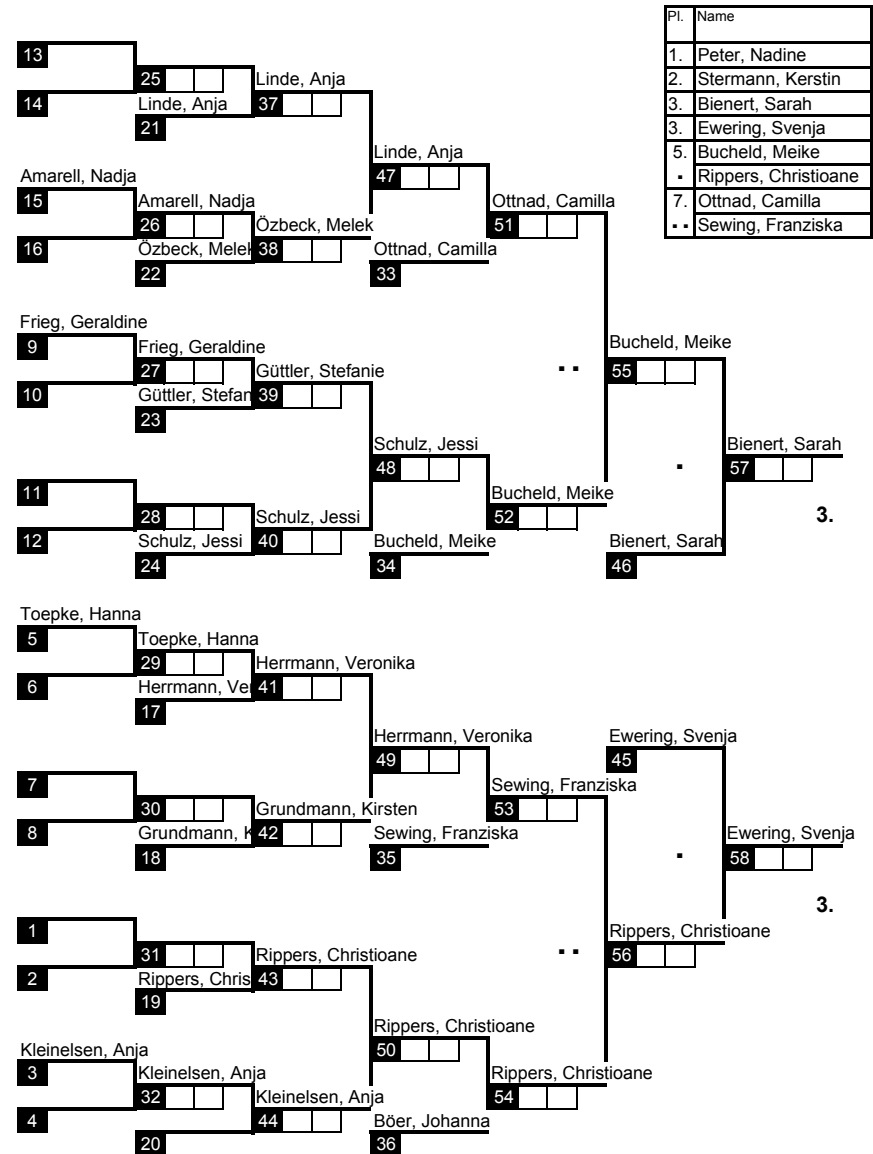 Pl. Name
1. Peter, Nadine
2. Stermann, Kerstin
3. Bienert, Sarah
3. Ewering, Svenja
5. Bucheld, Meike
Rippers, Christioane
7. Ottnad, Camilla
Sewing, Franziska
13
25 Linde, Anja
14 Linde, Anja 37
21
Linde, Anja
Amarell, Nadja 47
15 Amarell, Nadja Ottnad, Camilla
26 Özbeck, Melek 51
16 Özbeck, Melek 38 Ottnad, Camilla
22 33
Frieg, Geraldine
9 Frieg, Geraldine Bucheld, Meike
27 Güttler, Stefanie 55
10 Güttler, Stefan 39
23
Schulz, Jessi Bienert, Sarah
48 57
11 Bucheld, Meike
28 Schulz, Jessi 52 3.
12 Schulz, Jessi 40 Bucheld, Meike Bienert, Sarah
24 34 46
Toepke, Hanna
5 Toepke, Hanna
29 Herrmann, Veronika
6 Herrmann, Ve 41
17
Herrmann, Veronika Ewering, Svenja
49 45
7 Sewing, Franziska
30 Grundmann, Kirsten 53
8 Grundmann, K 42 Sewing, Franziska Ewering, Svenja
18 35 58
3.
1 Rippers, Christioane
31 Rippers, Christioane 56
2 Rippers, Chris 43
19
Rippers, Christioane
Kleinelsen, Anja 50
3 Kleinelsen, Anja Rippers, Christioane
32 Kleinelsen, Anja 54
4 44 Böer, Johanna
20 36